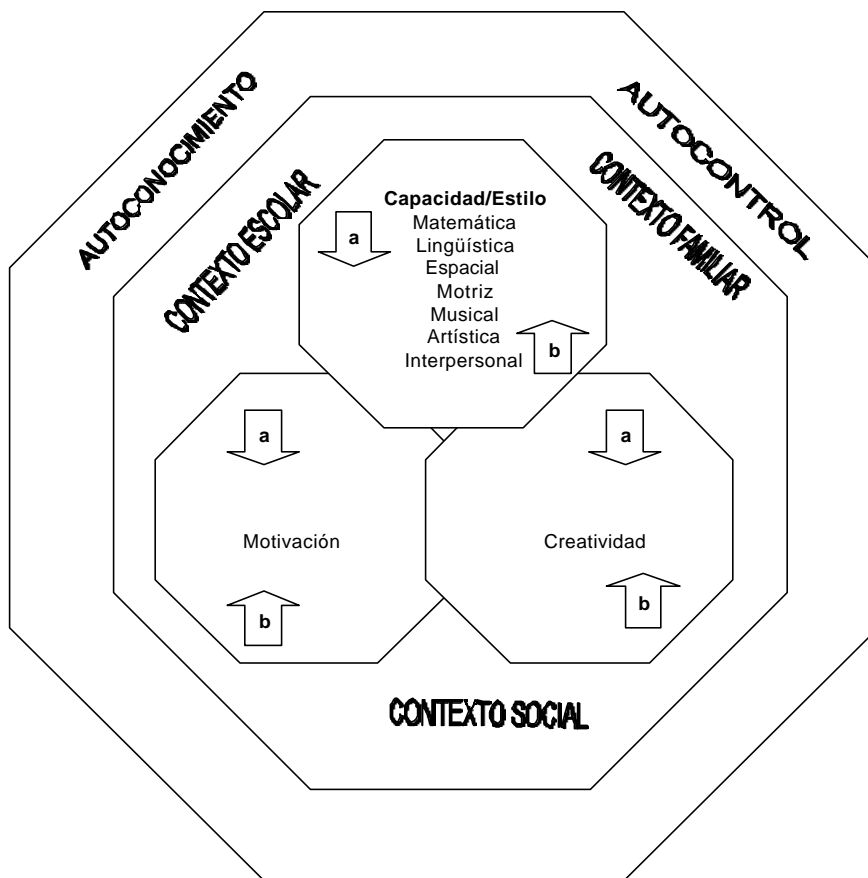 AUTOCONOCIMIENTO
AUTOCONTROL
CONTEXTO ESCOLAR
CONTEXTO FAMILIAR
Capacidad/Estilo
a
Matemática
Lingüística
Espacial
Motriz
Musical
Artística
Interpersonal
b
a
a
Motivación
Creatividad
b
b
CONTEXTO SOCIAL